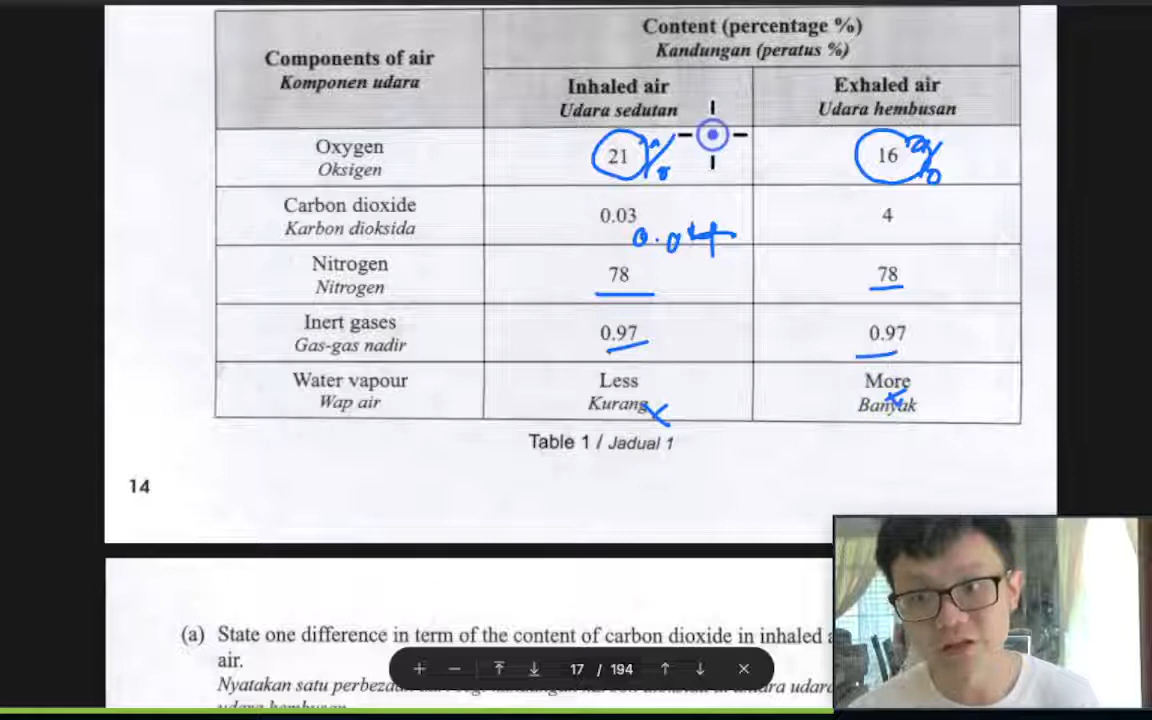 Content (percentage %)
Kandungan (peratus %)
Components of air
Komponen udara
Inhaled air
Udara sedutan
Exhaled air
Udara hembusan
Oxygen
Oksigen
21 %
16 %
Carbon dioxide
Karbon dioksida
0.03
0.04
4
Nitrogen
Nitrogen
78
78
Inert gases
Gas-gas nadir
0.97
0.97
Water vapour
Wap air
Less
Kurang
More
Banyak
Table 1 / Jadual 1
14
(a) State one difference in term of the content of carbon dioxide in inhaled
air.
Nyatakan satu
udara
17 / 194